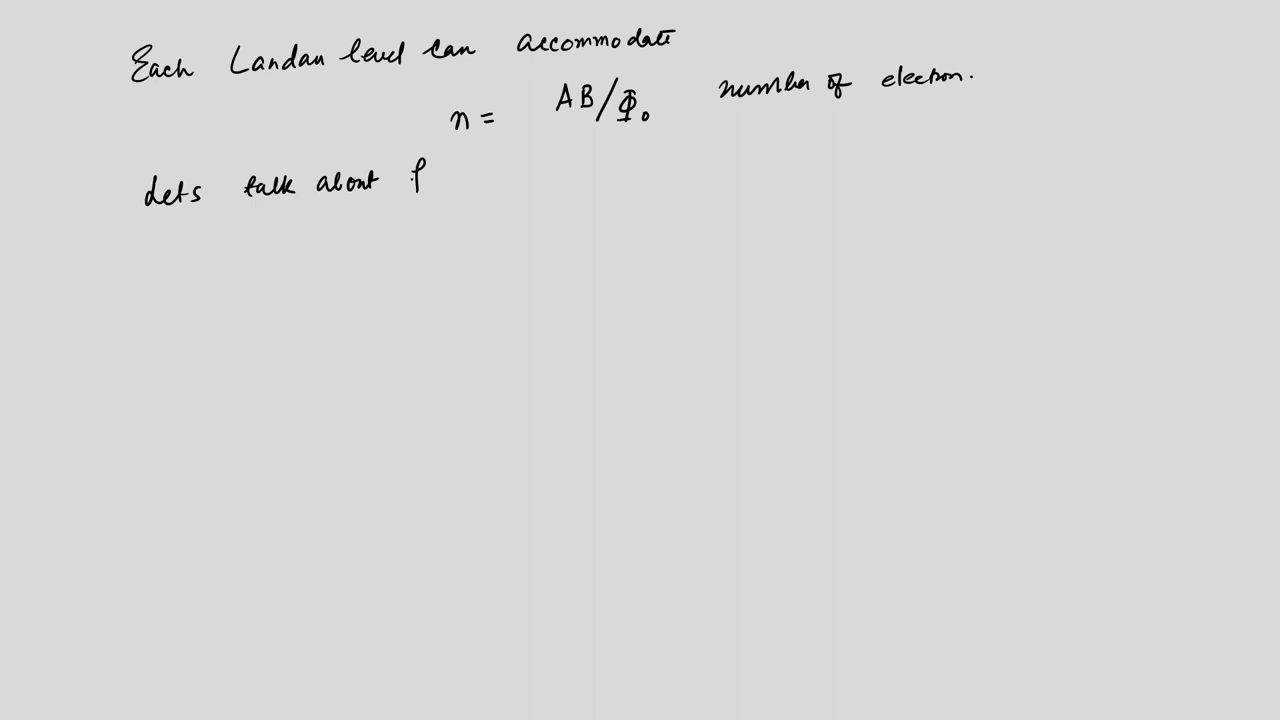 Each Landau level can accommodate
n = AB/Φ₀ number of electron.
Lets talk about